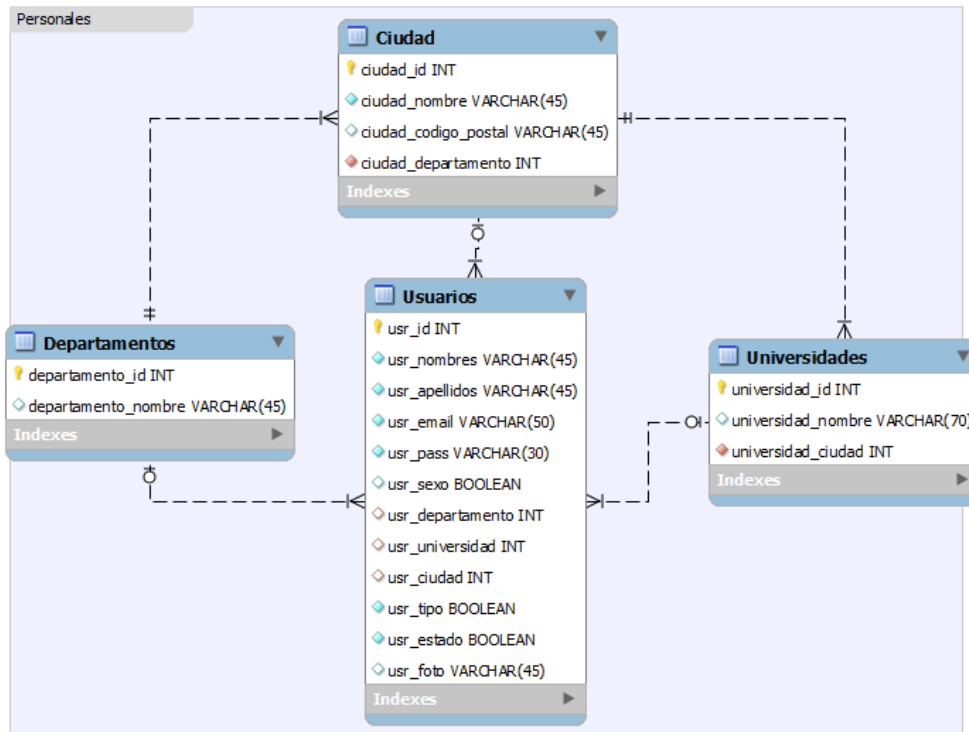 Personales
Ciudad
ciudad_id INT
ciudad_nombre VARCHAR(45)
ciudad_codigo_postal VARCHAR(45)
ciudad_departamento INT
Indexes
Departamentos
departamento_id INT
departamento_nombre VARCHAR(45)
Indexes
Usuarios
usr_id INT
usr_nombres VARCHAR(45)
usr_apellidos VARCHAR(45)
usr_email VARCHAR(50)
usr_pass VARCHAR(30)
usr_sexo BOOLEAN
usr_departamento INT
usr_universidad INT
usr_ciudad INT
usr_tipo BOOLEAN
usr_estado BOOLEAN
usr_foto VARCHAR(45)
Indexes
Universidades
universidad_id INT
universidad_nombre VARCHAR(70)
universidad_ciudad INT
Indexes